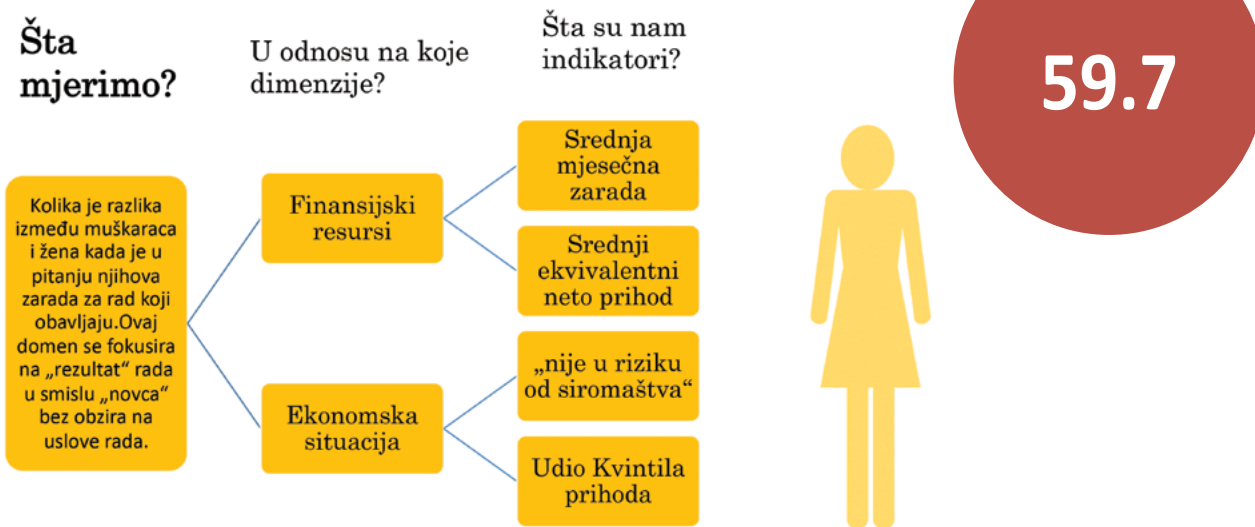 Šta
mjerimo?
U odnosu na koje
dimenzije?
Šta su nam
indikatori?
59.7
Kolika je razlika
između muškaraca
i žena kada je u
pitanju njihova
zarada za rad koji
obavljaju.Ovaj
domen se fokusira
na „rezultat“ rada
u smislu „novca“
bez obzira na
uslove rada.
Finansijski
resursi
Ekonomska
situacija
Srednja
mjesečna
zarada
Srednji
ekvivalentni
neto prihod
„nije u riziku
od siromaštva“
Udio Kvintila
prihoda